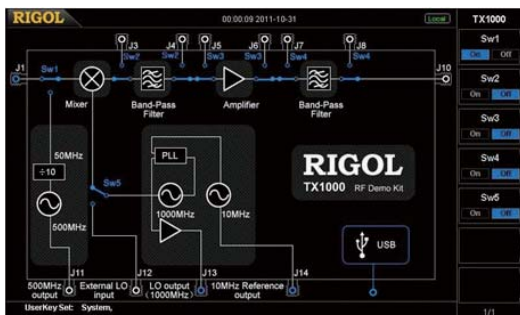 RIGOL
00:00:09 2011-10-31
Local
TX1000
Sw1
On Off
Sw2
On Off
Sw3
On Off
Sw4
On Off
Sw5
On Off
1/1
J3 J4 J5 J6 J7 J8
J1 Sw1 Sw2 Sw2 Sw3 Sw3 Sw4 Sw4 J10
Mixer
Band-Pass
Filter
Amplifier
Band-Pass
Filter
50MHz
÷10
500MHz
Sw5
PLL
1000MHz
10MHz
RIGOL
TX1000 RF Demo Kit
USB
J11 J12 J13 J14
500MHz
output
External LO
input
LO output
(1000MHz)
10MHz Reference
output
UserKey Set: System,